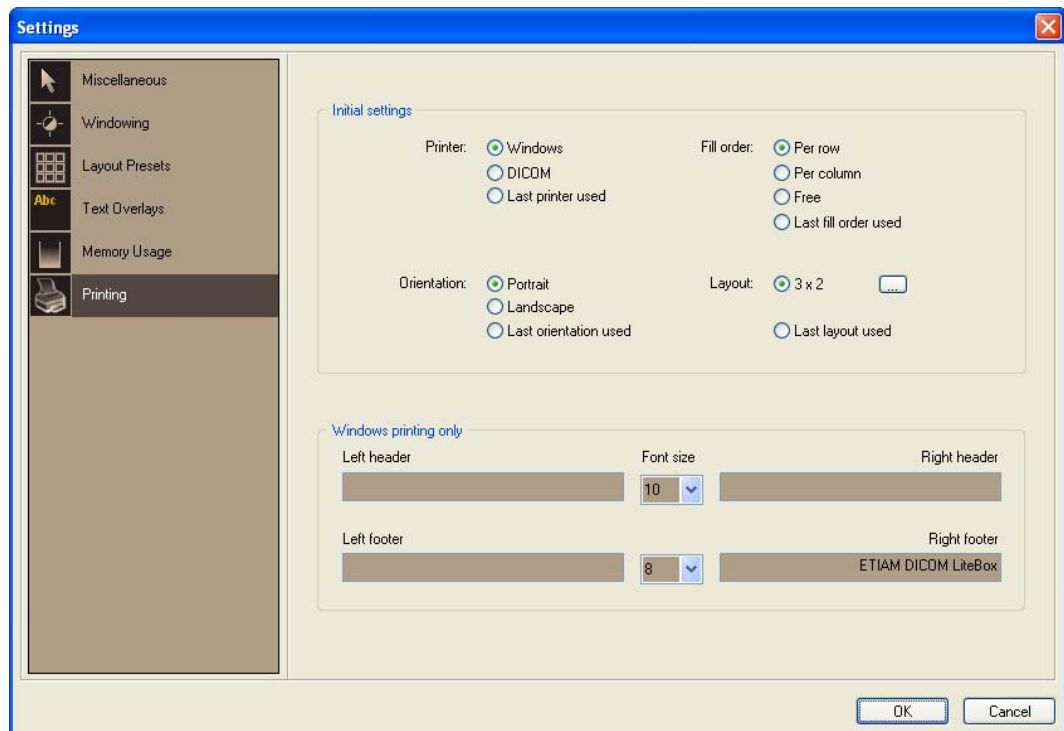 Settings
Miscellaneous
Windowing
Layout Presets
Abc
Text Overlays
Memory Usage
Printing
Initial settings
Printer:
Windows
DICOM
Last printer used
Fill order:
Per row
Per column
Free
Last fill order used
Orientation:
Portrait
Landscape
Last orientation used
Layout:
3 x 2
...
Last layout used
Windows printing only
Left header
Font size
Right header
10
Left footer
Right footer
8
ETIAM DICOM LiteBox
OK
Cancel